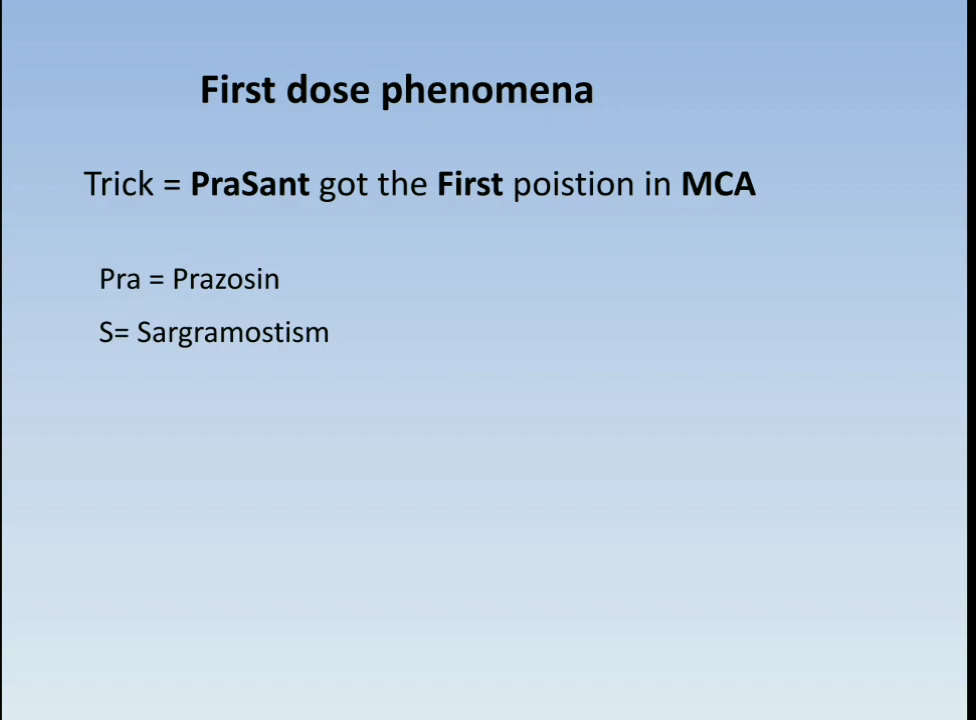 First dose phenomena
Trick = PraSant got the First poistion in MCA
Pra = Prazosin
S= Sargramostism